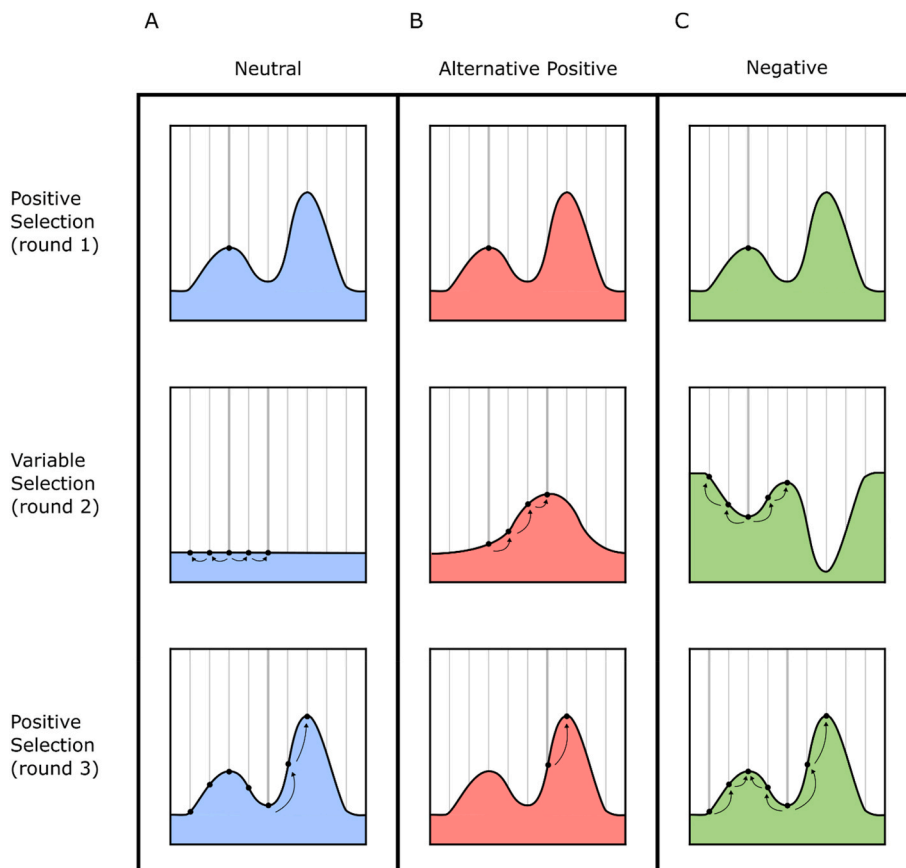 A
B
C
Neutral
Alternative Positive
Negative
Positive
Selection
(round 1)
Variable
Selection
(round 2)
Positive
Selection
(round 3)